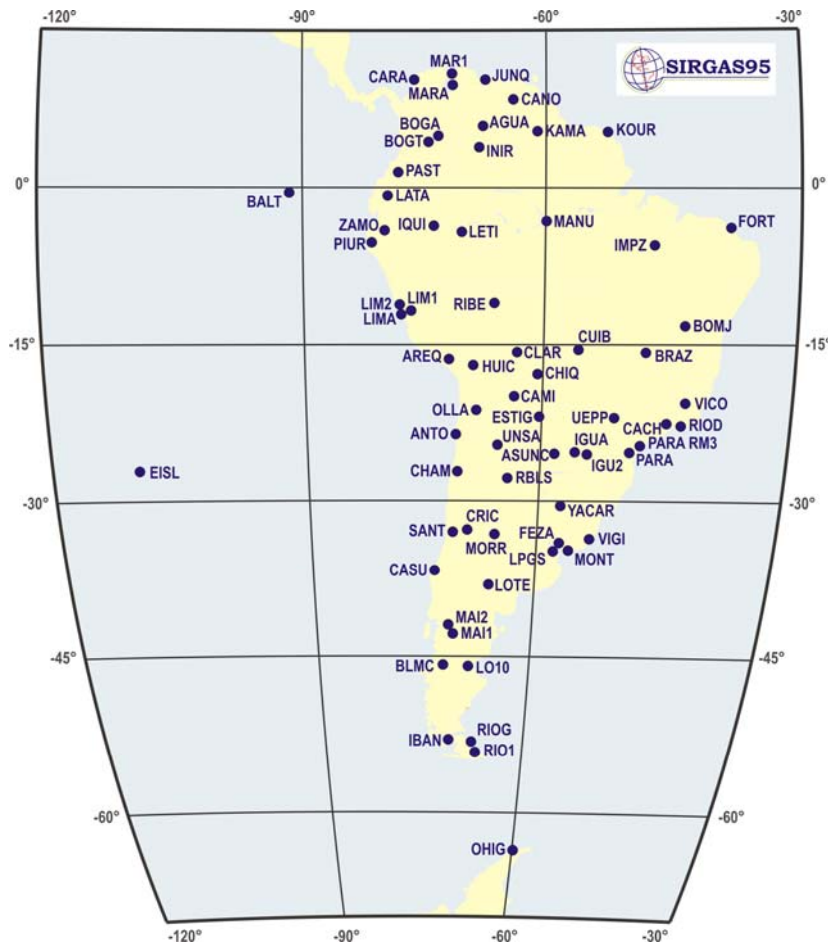 -120°
-90°
-60°
-30°
SIRGAS95
MAR1
CARA
JUNQ
MARA
CANO
BOGA
AGUA
KAMA
KOUR
BOGT
INIR
PAST
0°
0°
BALT
LATA
ZAMO
IQUI
LETI
MANU
FORT
PIUR
IMPZ
LIM2
LIM1
RIBE
LIMA
BOMJ
-15°
-15°
CUIB
AREQ
CLAR
BRAZ
HUIC
CHIQ
CAMI
VICO
OLLA
ESTIG
UEPP
CACH
RIOD
ANTO
UNSA
IGUA
PARA RM3
ASUNC
IGU2
PARA
EISL
CHAM
RBLS
-30°
-30°
YACAR
CRIC
SANT
FEZA
VIGI
MORR
LPGS
MONT
CASU
LOTE
MAI2
MAI1
-45°
-45°
BLMC
LO10
RIOG
IBAN
RIO1
-60°
-60°
OHIG
-120°
-90°
-60°
-30°